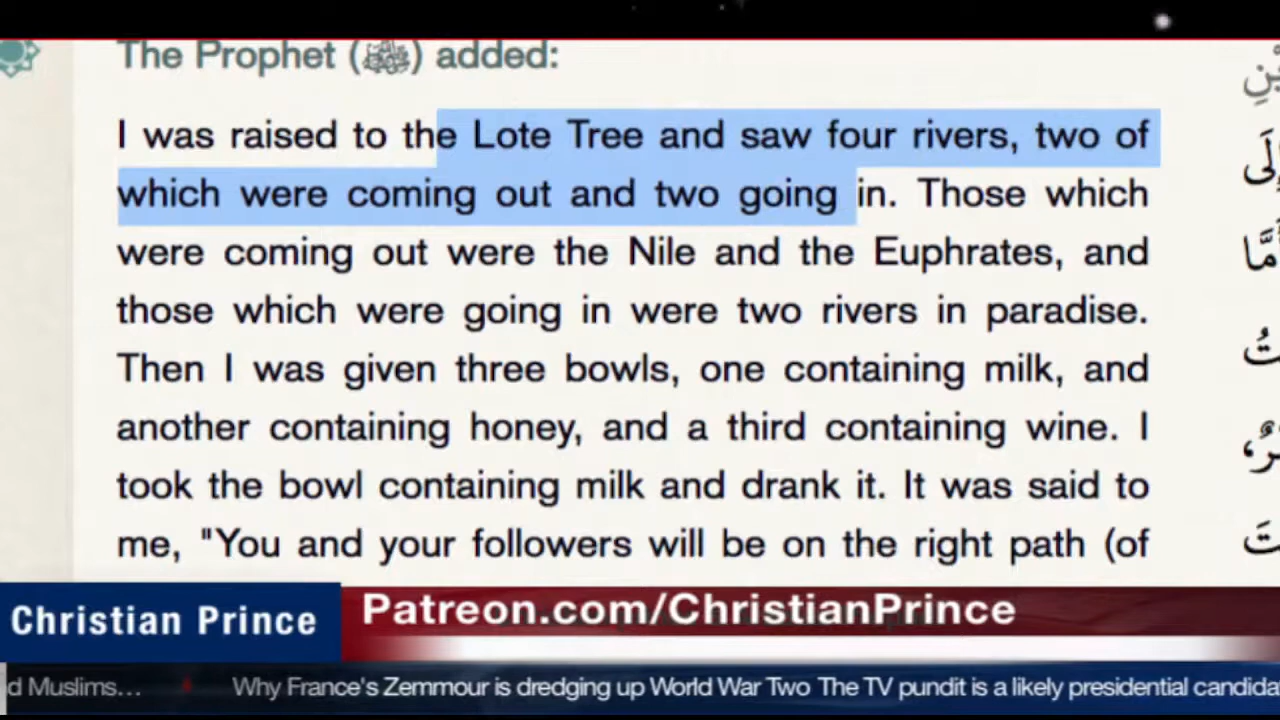 The Prophet (ﷺ) added:
I was raised to the Lote Tree and saw four rivers, two of
which were coming out and two going in. Those which
were coming out were the Nile and the Euphrates, and
those which were going in were two rivers in paradise.
Then I was given three bowls, one containing milk, and
another containing honey, and a third containing wine. I
took the bowl containing milk and drank it. It was said to
me, "You and your followers will be on the right path (of
Christian Prince
Patreon.com/ChristianPrince
d Muslims... Why France's Zemmour is dredging up World War Two The TV pundit is a likely presidential candida